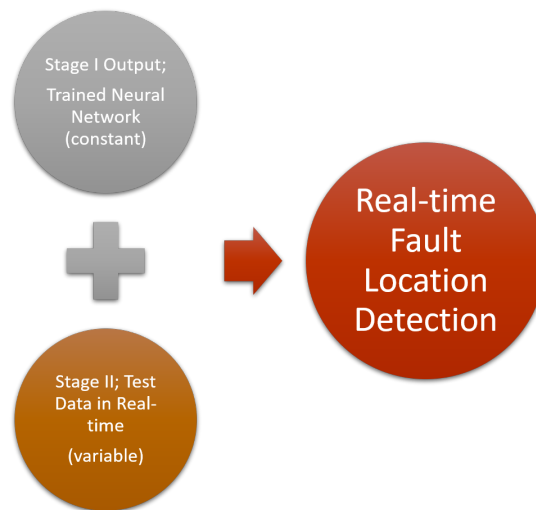 Stage I Output;
Trained Neural
Network
(constant)
Stage II; Test
Data in Real-
time
(variable)
Real-time
Fault
Location
Detection